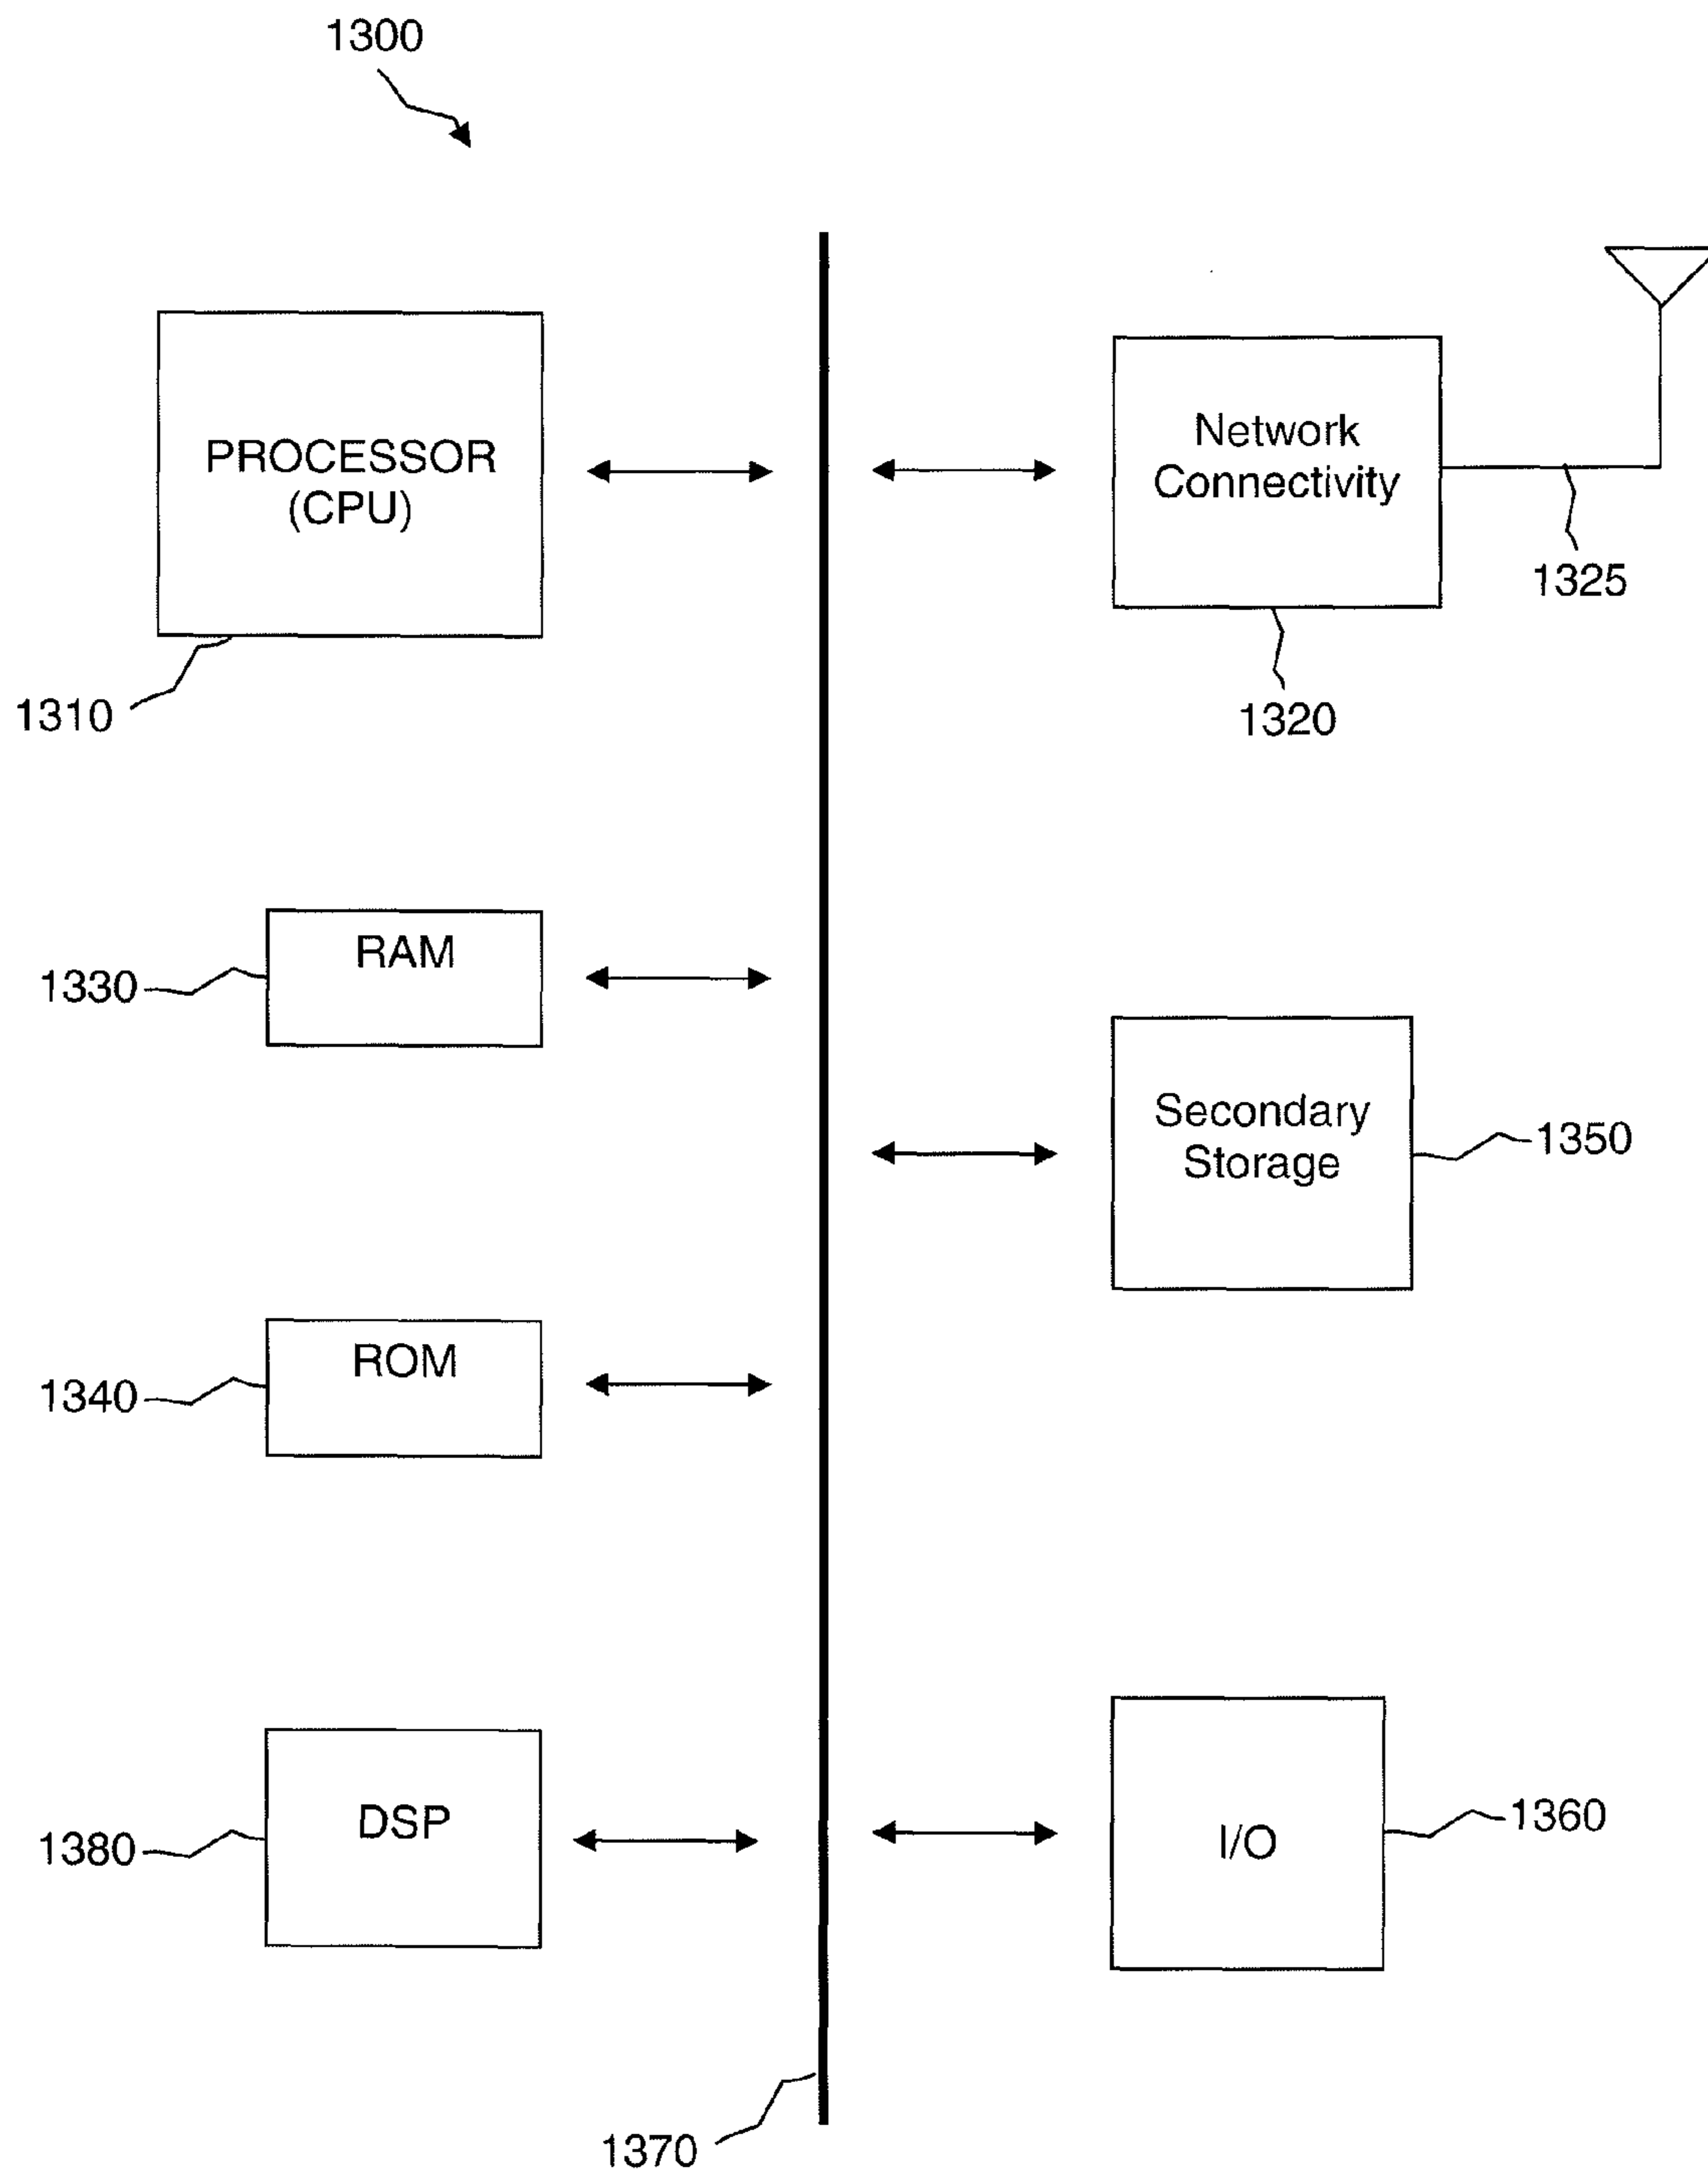 1300
PROCESSOR
(CPU)
Network
Connectivity
1325
1310
1320
RAM
1330
Secondary
Storage
1350
ROM
1340
DSP
1380
I/O
1360
1370